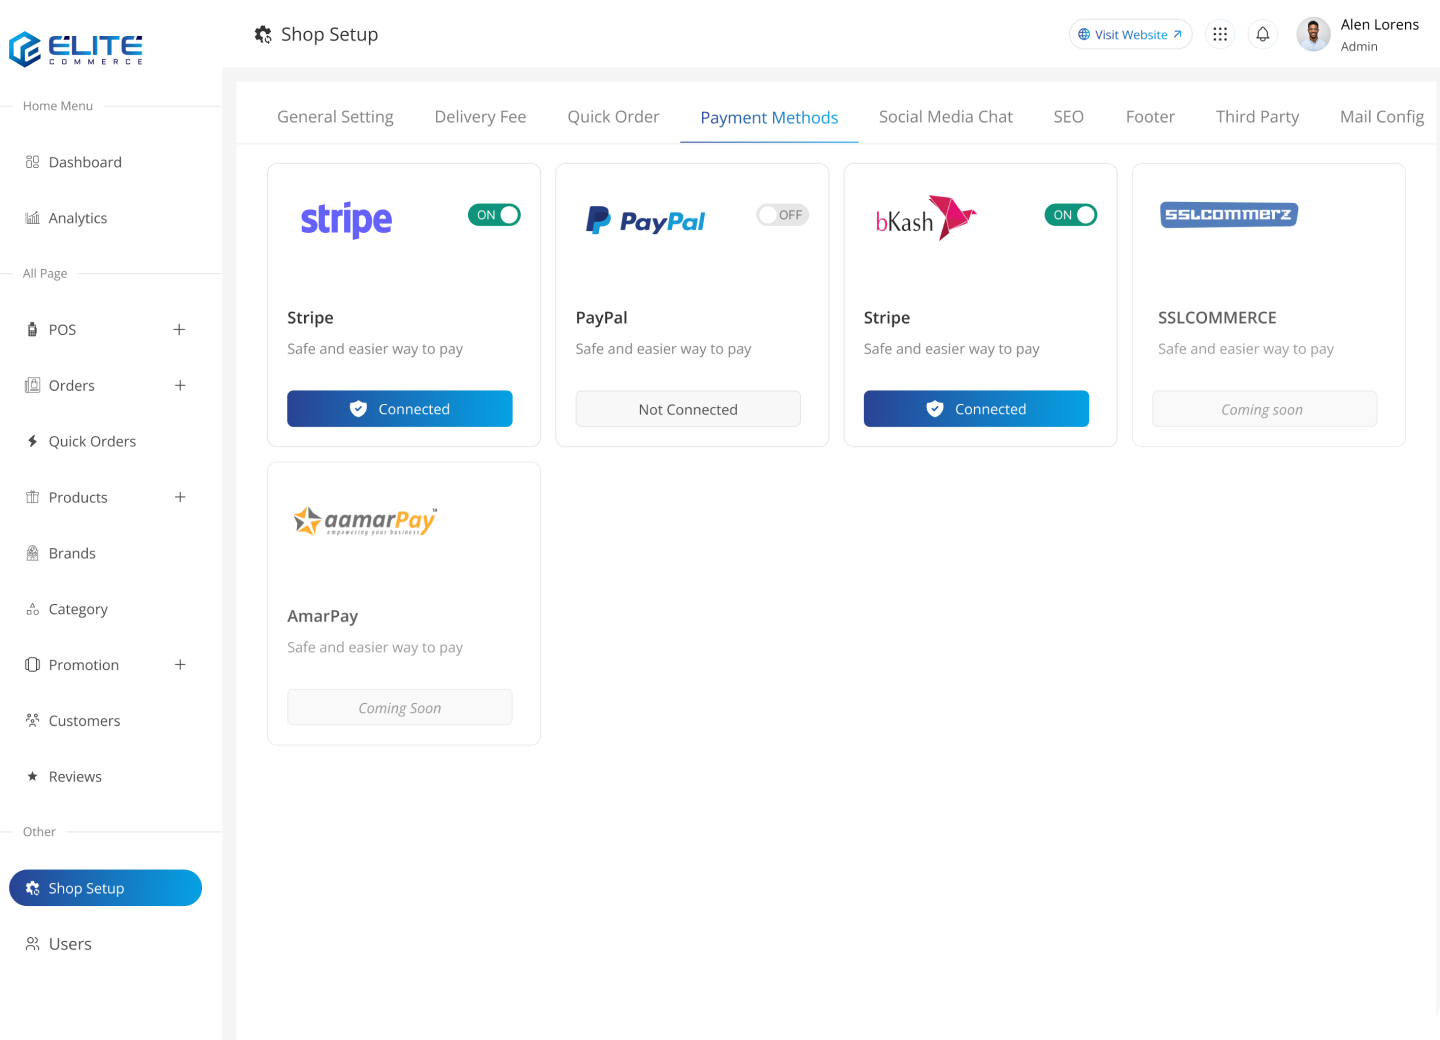 ELITE
COMMERCE
Shop Setup
Visit Website
Alen Lorens
Admin
Home Menu
Dashboard
Analytics
All Page
POS
Orders
Quick Orders
Products
Brands
Category
Promotion
Customers
Reviews
Other
Shop Setup
Users
General Setting
Delivery Fee
Quick Order
Payment Methods
Social Media Chat
SEO
Footer
Third Party
Mail Config
stripe
ON
Stripe
Safe and easier way to pay
Connected
PayPal
OFF
PayPal
Safe and easier way to pay
Not Connected
bKash
ON
Stripe
Safe and easier way to pay
Connected
SSLCOMMERZ
SSLCOMMERCE
Safe and easier way to pay
Coming soon
aamarPay
empowering your business
AmarPay
Safe and easier way to pay
Coming Soon